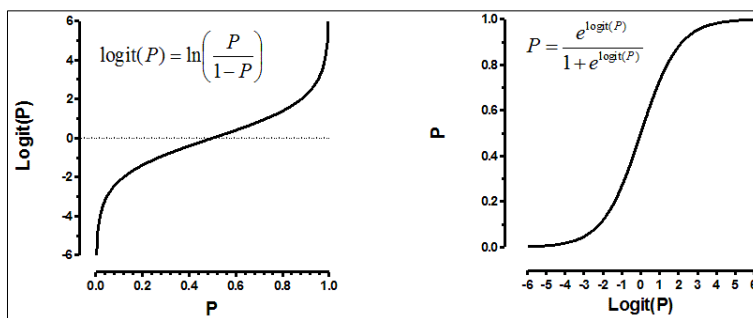 logit(P) = ln(P / 1 − P)
6
4
2
0
-2
-4
-6
Logit(P)
0.0 0.2 0.4 0.6 0.8 1.0
P
P = e^logit(P) / 1 + e^logit(P)
1.0
0.8
0.6
0.4
0.2
0.0
P
-6 -5 -4 -3 -2 -1 0 1 2 3 4 5 6
Logit(P)